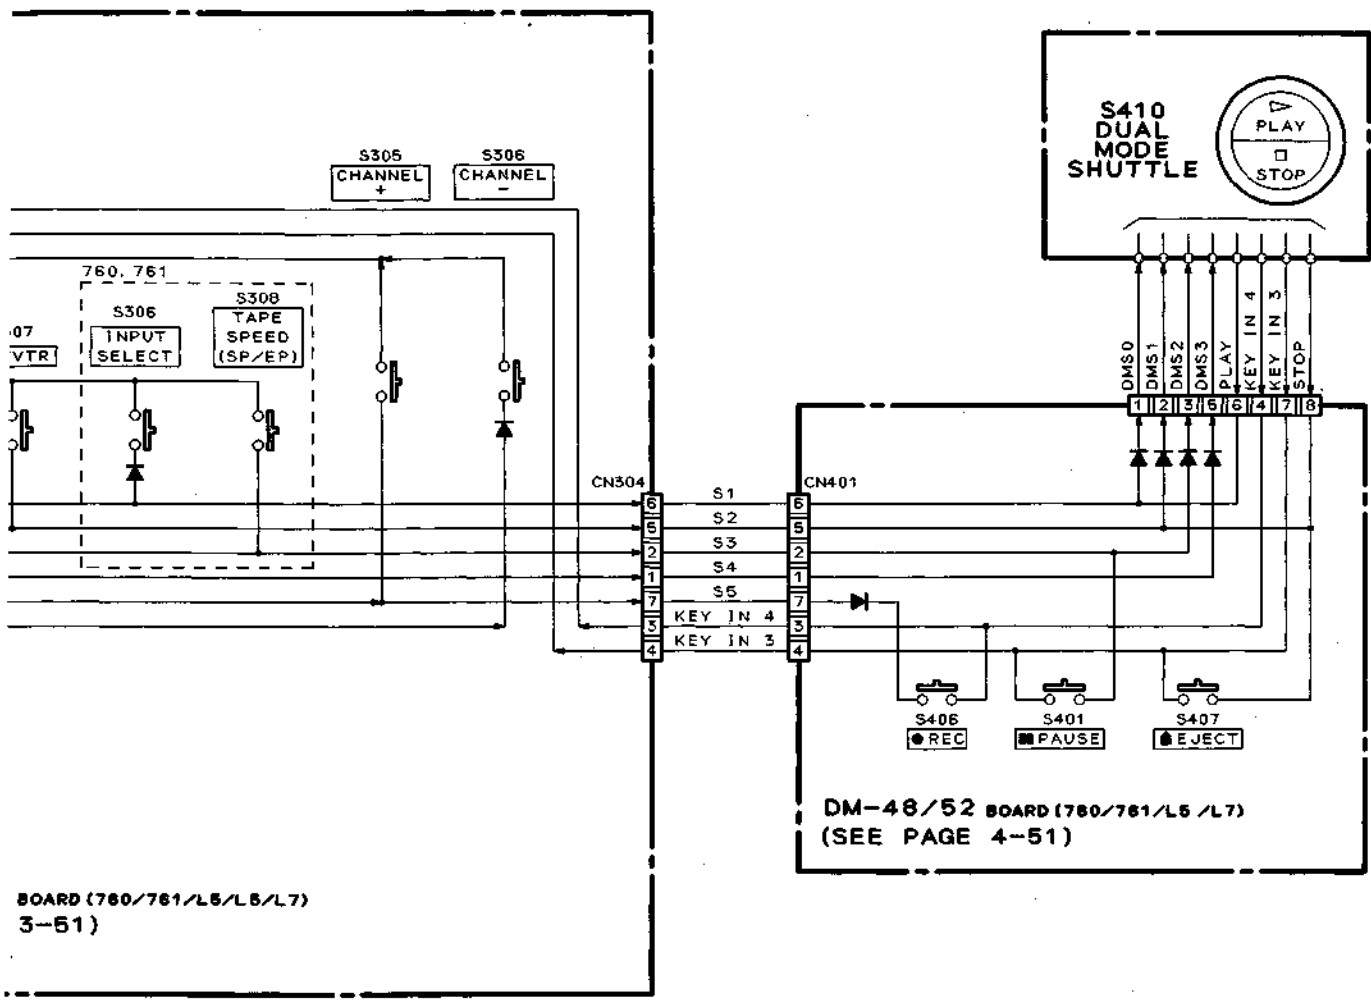 S410
DUAL
MODE
SHUTTLE
PLAY
STOP
S305
CHANNEL
+
S306
CHANNEL
-
760, 761
S306
INPUT
SELECT
S308
TAPE
SPEED
(SP/EP)
07
VTR
DMS0
DMS1
DMS2
DMS3
PLAY
KEY IN 4
KEY IN 3
STOP
1 2 3 5 6 4 7 8
CN304
CN401
6 S1 6
5 S2 5
2 S3 2
1 S4 1
7 S5 7
3 KEY IN 4 3
4 KEY IN 3 4
S406
REC
S401
PAUSE
S407
EJECT
DM-48/52 BOARD (760/761/L5/L7)
(SEE PAGE 4-51)
BOARD (760/761/L5/L6/L7)
3-51)